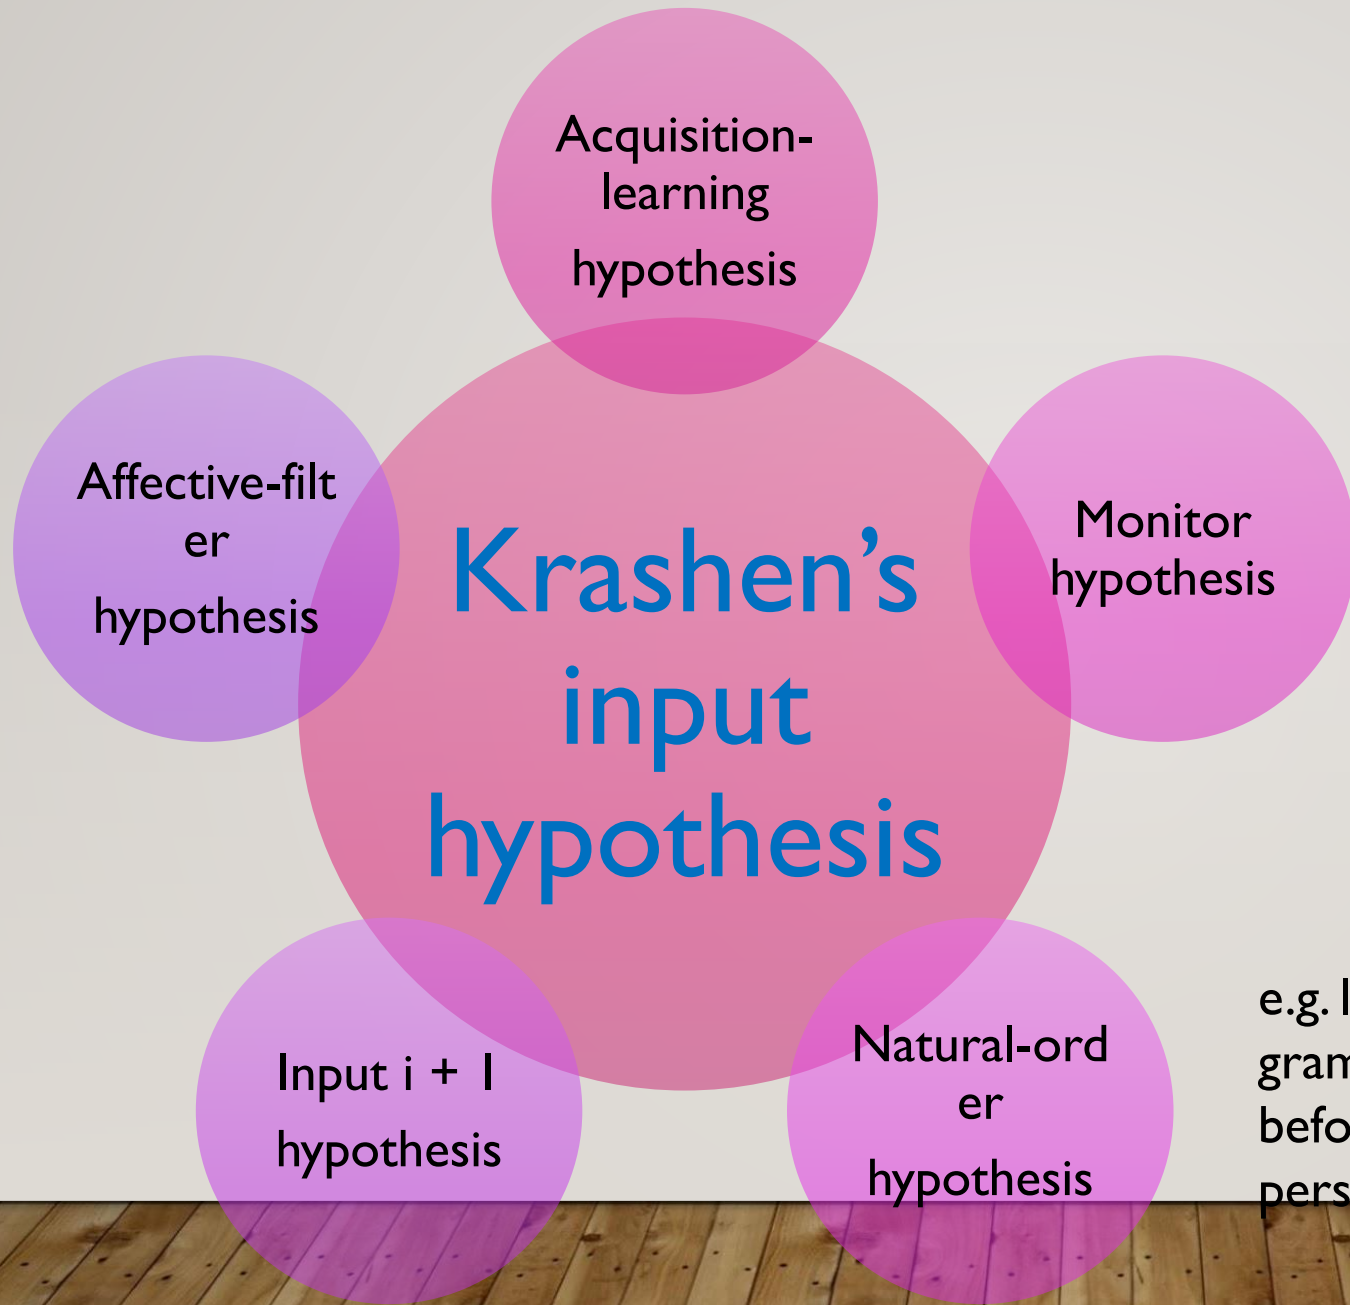 Acquisition-
learning
hypothesis
Affective-filt
er
hypothesis
Monitor
hypothesis
Krashen’s
input
hypothesis
Input i + 1
hypothesis
Natural-ord
er
hypothesis
e.g.